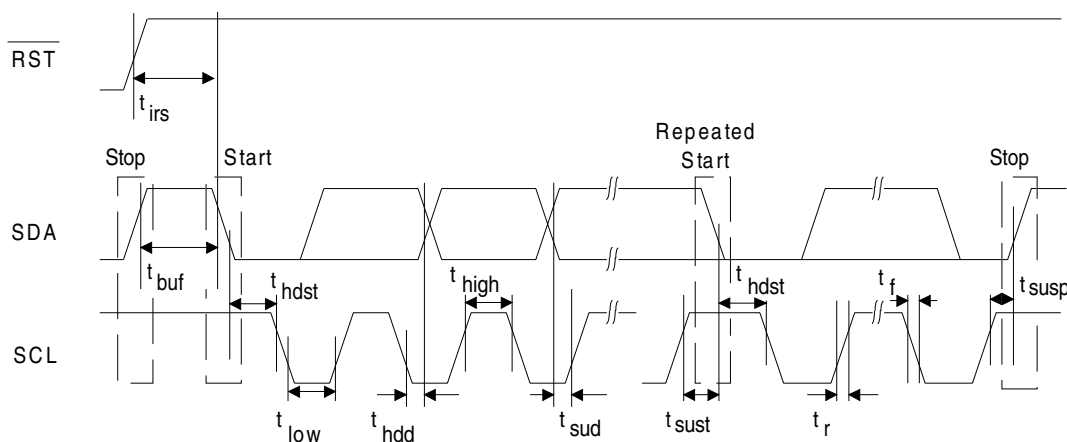 RST
t irs
Repeated
Stop Start Start Stop
SDA
t buf t hdst t high t hdst t f t susp
SCL
t low t hdd t sud t sust t r